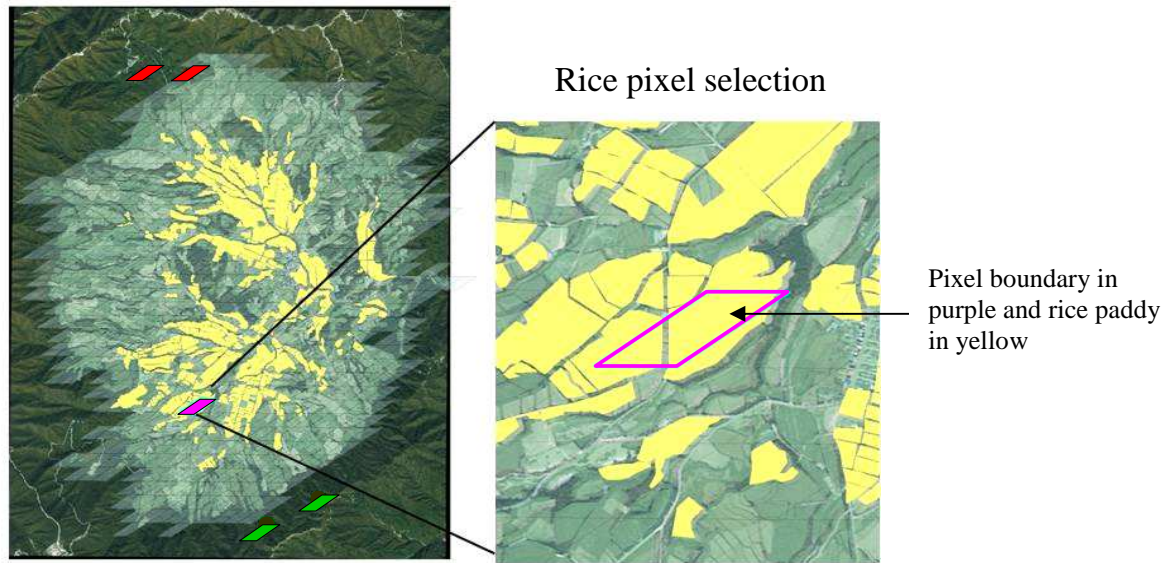 Rice pixel selection
Pixel boundary in
purple and rice paddy
in yellow